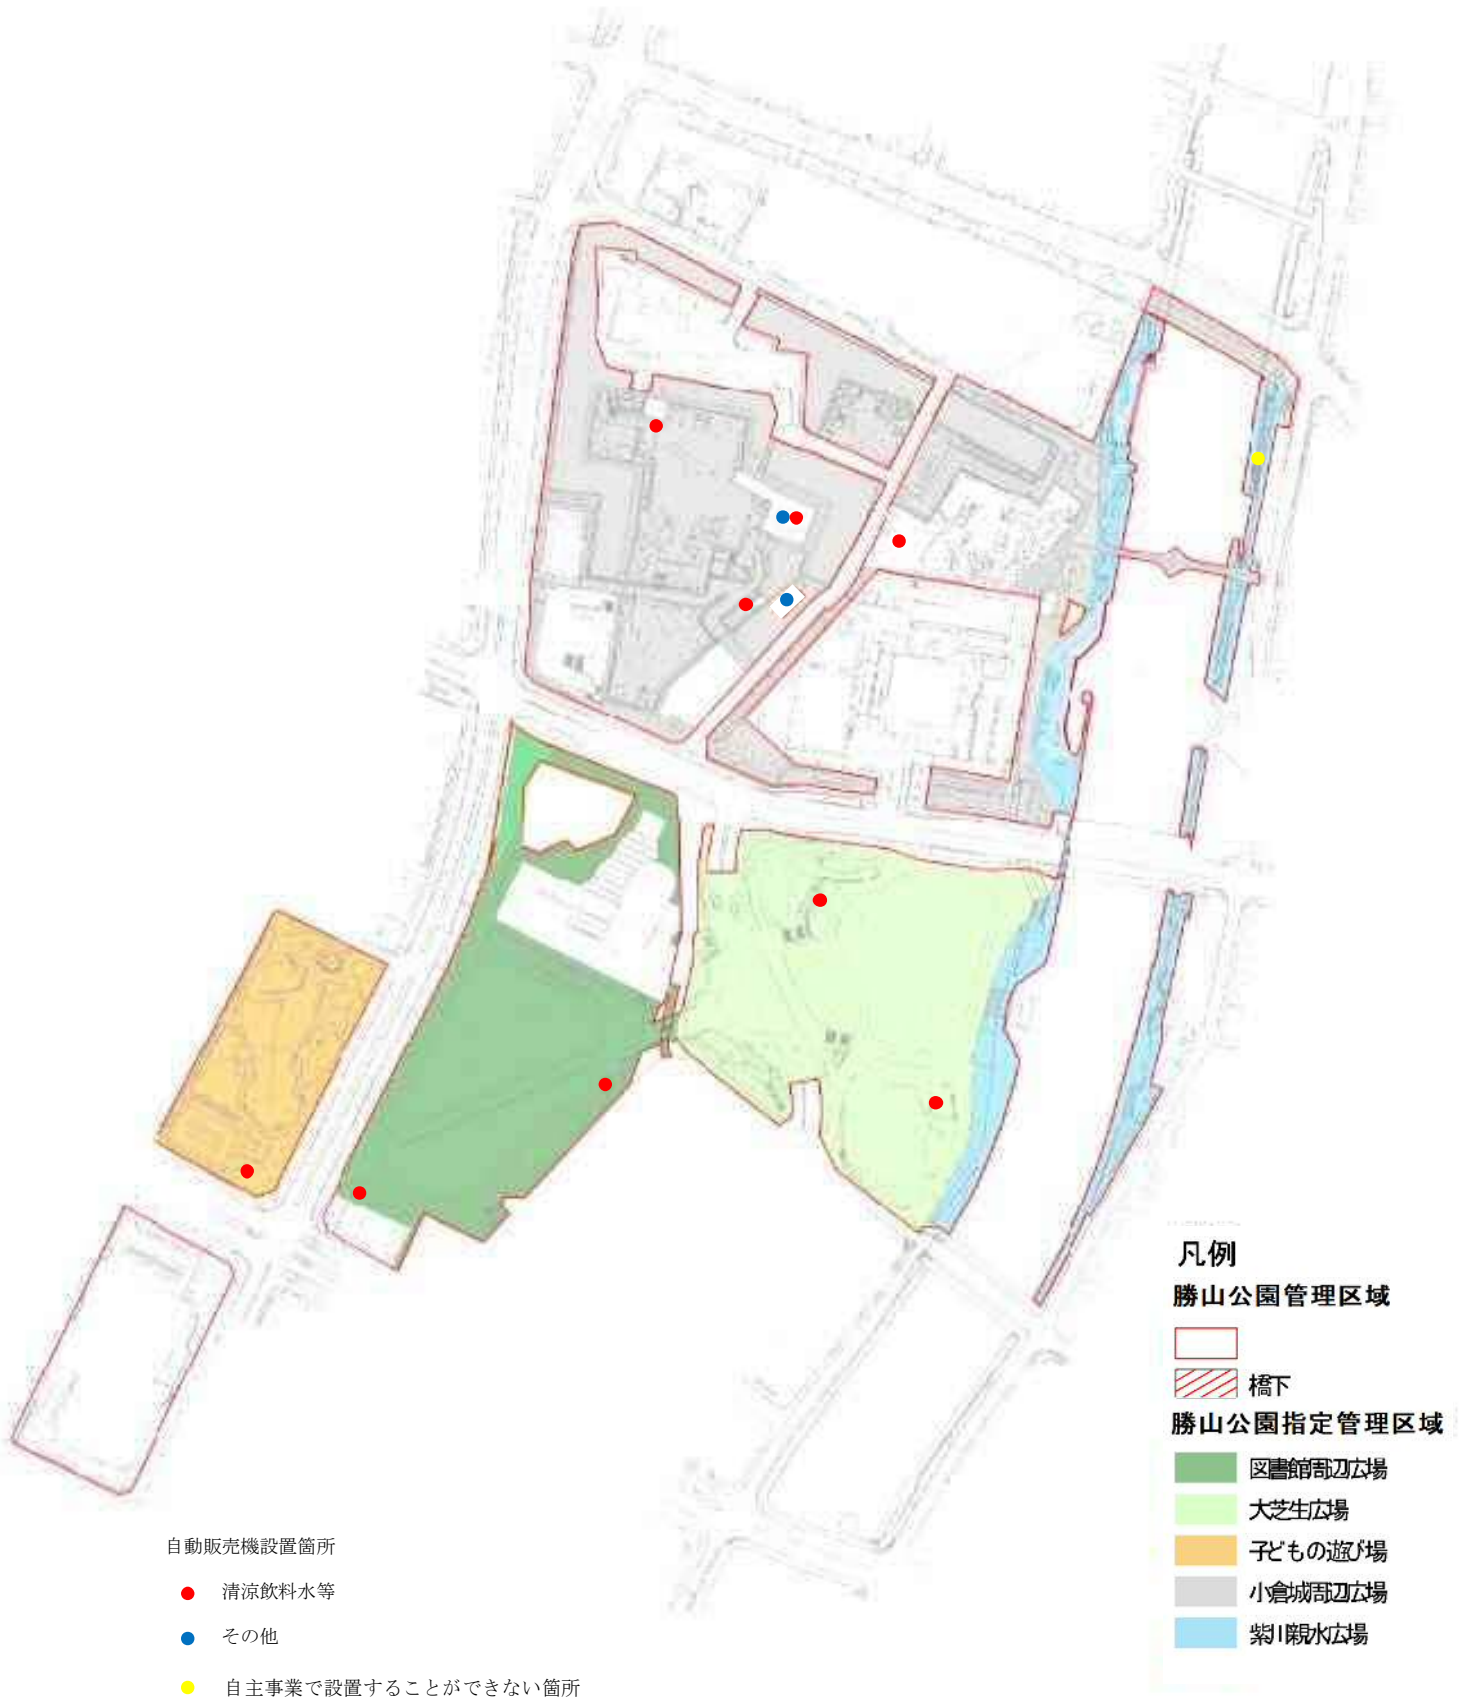 凡例
勝山公園管理区域
橋下
勝山公園指定管理区域
図書館周辺広場
大芝生広場
子どもの遊び場
小倉城周辺広場
紫川親水広場
自動販売機設置箇所
清涼飲料水等
その他
自主事業で設置することができない箇所